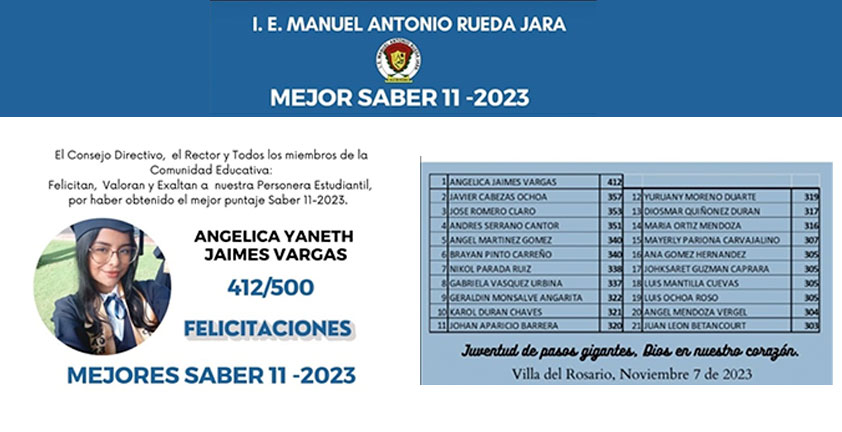 I. E. MANUEL ANTONIO RUEDA JARA
MEJOR SABER 11 -2023
El Consejo Directivo, el Rector y Todos los miembros de la
Comunidad Educativa:
Felicitan, Valoran y Exaltan a nuestra Personera Estudiantil,
por haber obtenido el mejor puntaje Saber 11-2023.
ANGELICA YANETH
JAIMES VARGAS
412/500
FELICITACIONES
MEJORES SABER 11 -2023
1 ANGELICA JAIMES VARGAS 412
2 JAVIER CABEZAS OCHOA 357 12 YURUANY MORENO DUARTE 319
3 JOSE ROMERO CLARO 353 13 DIOSMAR QUIÑONEZ DURAN 317
4 ANDRES SERRANO CANTOR 351 14 MARIA ORTIZ MENDOZA 316
5 ANGEL MARTINEZ GOMEZ 340 15 MAYERLY PARIONA CARVAJALINO 307
6 BRAYAN PINTO CARREÑO 340 16 ANA GOMEZ HERNANDEZ 305
7 NIKOL PARADA RUIZ 338 17 JOHKSARET GUZMAN CAPRARA 305
8 GABRIELA VASQUEZ URBINA 337 18 LUIS MANTILLA CUEVAS 305
9 GERALDIN MONSALVE ANGARITA 322 19 LUIS OCHOA ROSO 305
10 KAROL DURAN CHAVES 321 20 ANGEL MENDOZA VERGEL 304
11 JOHAN APARICIO BARRERA 320 21 JUAN LEON BETANCOURT 303
Juventud de pasos gigantes, Dios en nuestro corazón.
Villa del Rosario, Noviembre 7 de 2023